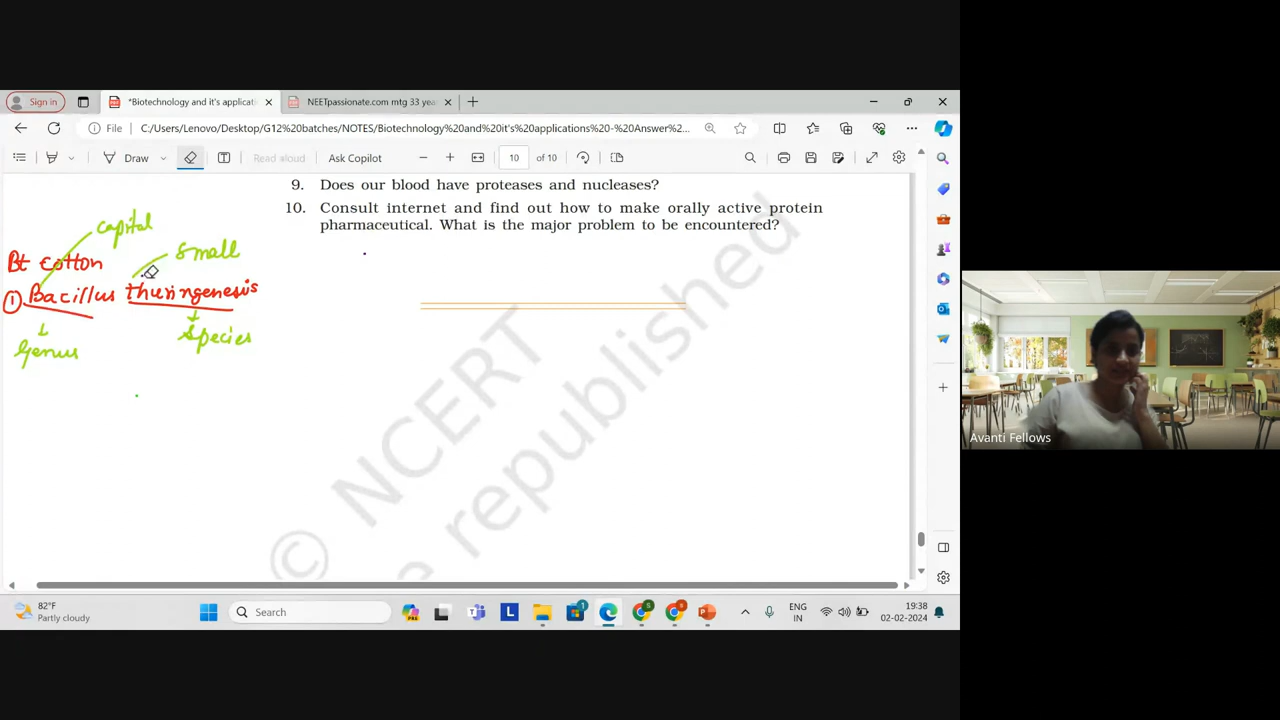 Sign in
*Biotechnology and it's applicati
NEETpassionate.com mtg 33 yea
File
C:/Users/Lenovo/Desktop/G12%20batches/NOTES/Biotechnology%20and%20it's%20applications%20-%20Answer%2...
Draw
Read aloud
Ask Copilot
10
of 10
9. Does our blood have proteases and nucleases?
10. Consult internet and find out how to make orally active protein
pharmaceutical. What is the major problem to be encountered?
capital
small
Bt cotton
① Bacillus thuringenesis
Genus
Species
© NCERT
e republished
Avanti Fellows
82°F
Partly cloudy
Search
ENG
IN
19:38
02-02-2024